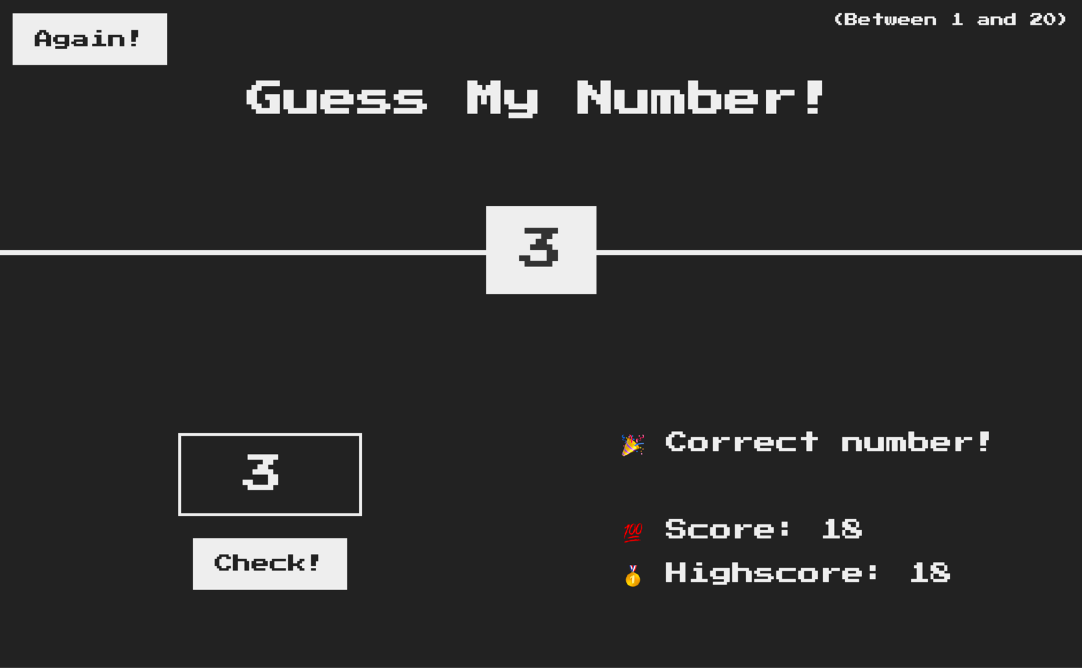 Again!
(Between 1 and 20)
Guess My Number!
3
3
Check!
🎉 Correct number!
💯 Score: 18
🥇 Highscore: 18